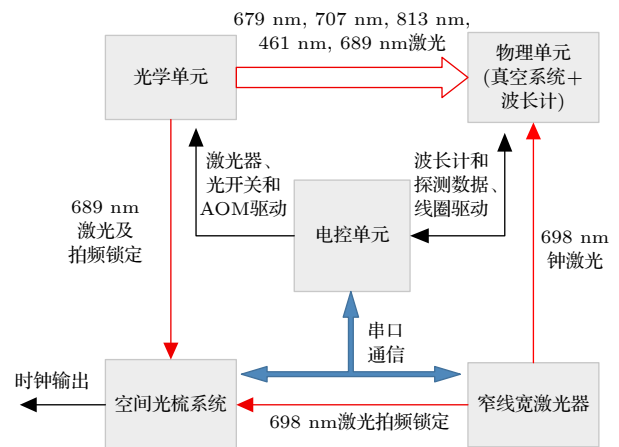 679 nm, 707 nm, 813 nm,
461 nm, 689 nm激光
光学单元
物理单元
(真空系统+
波长计)
激光器、
光开关和
AOM驱动
波长计和
探测数据、
线圈驱动
689 nm
激光及
拍频锁定
电控单元
698 nm
钟激光
串口
通信
时钟输出
空间光梳系统
窄线宽激光器
698 nm激光拍频锁定